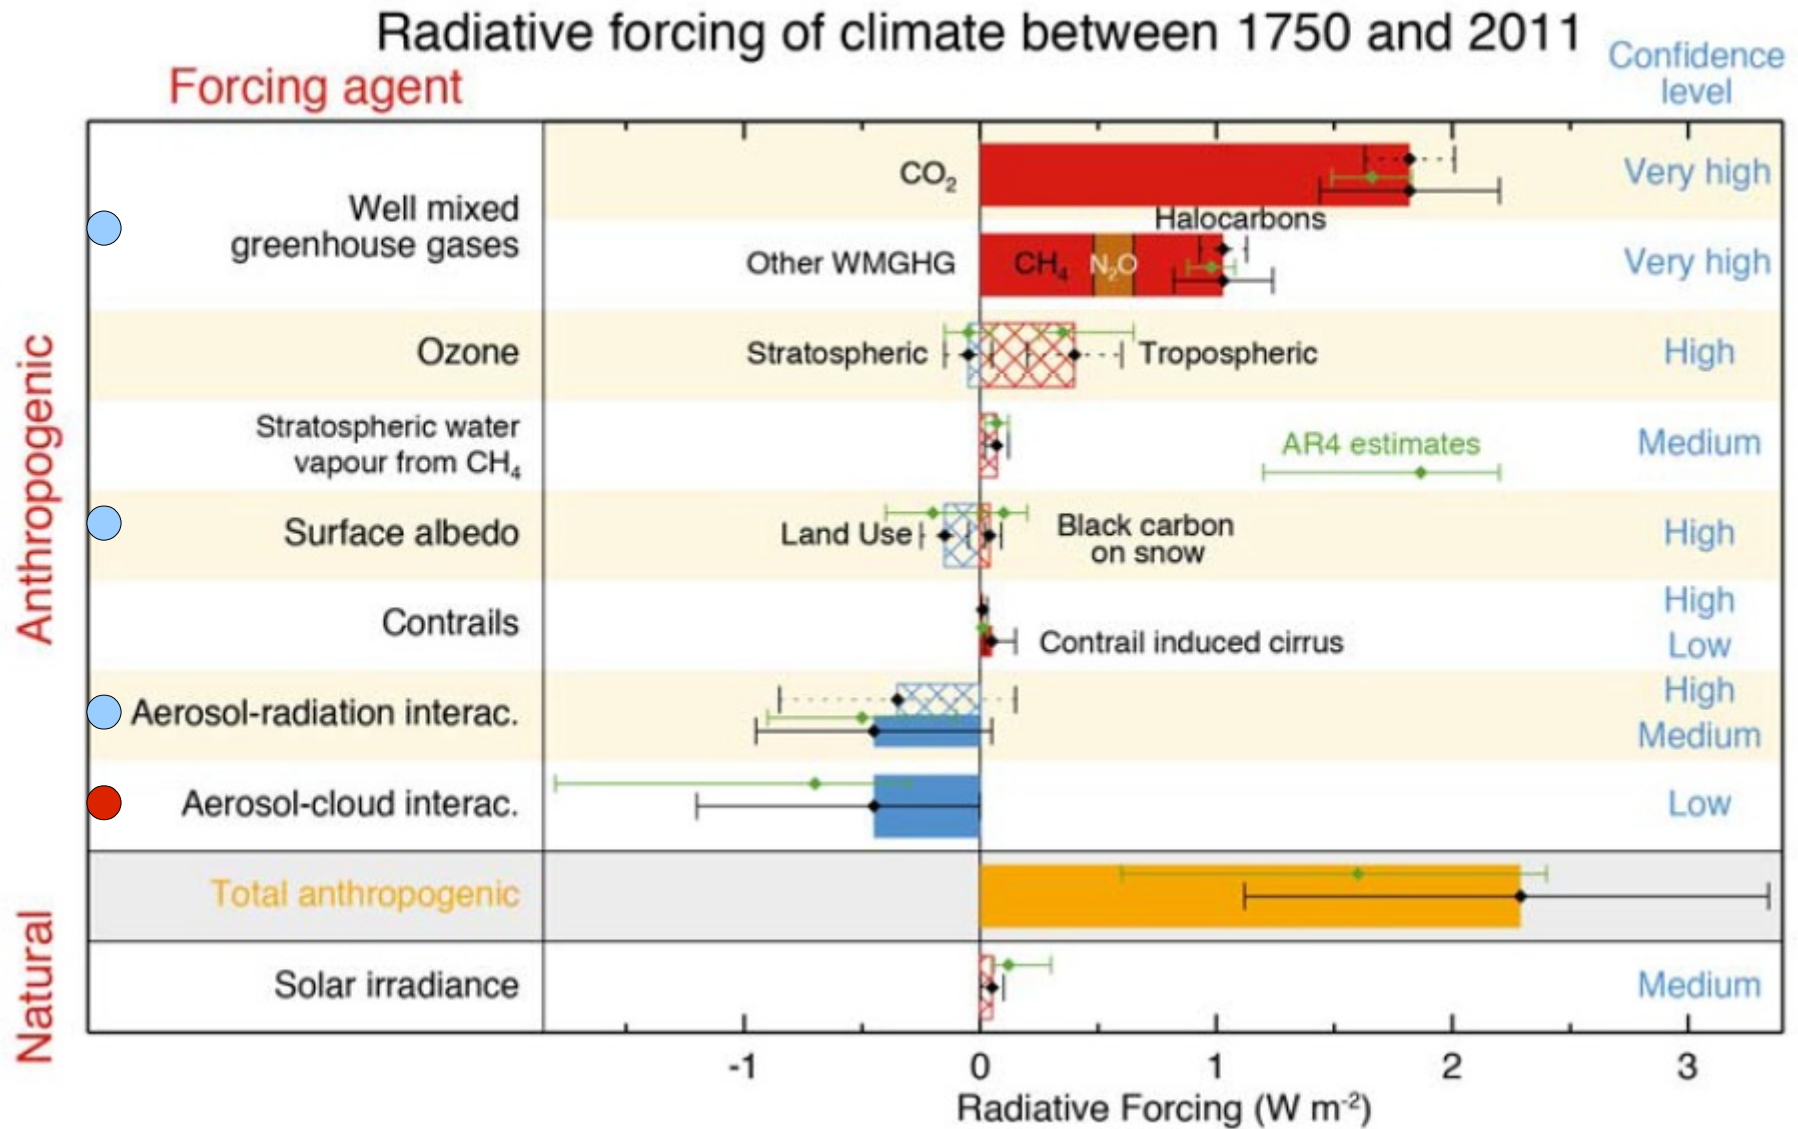 Radiative forcing of climate between 1750 and 2011
Forcing agent
Confidence
level
Anthropogenic
Natural
Well mixed
greenhouse gases
CO2
Very high
Halocarbons
Other WMGHG
CH4
N2O
Very high
Ozone
Stratospheric
Tropospheric
High
Stratospheric water
vapour from CH4
AR4 estimates
Medium
Surface albedo
Land Use
Black carbon
on snow
High
Contrails
High
Contrail induced cirrus
Low
Aerosol-radiation interac.
High
Medium
Aerosol-cloud interac.
Low
Total anthropogenic
Solar irradiance
Medium
-1 0 1 2 3
Radiative Forcing (W m-2)